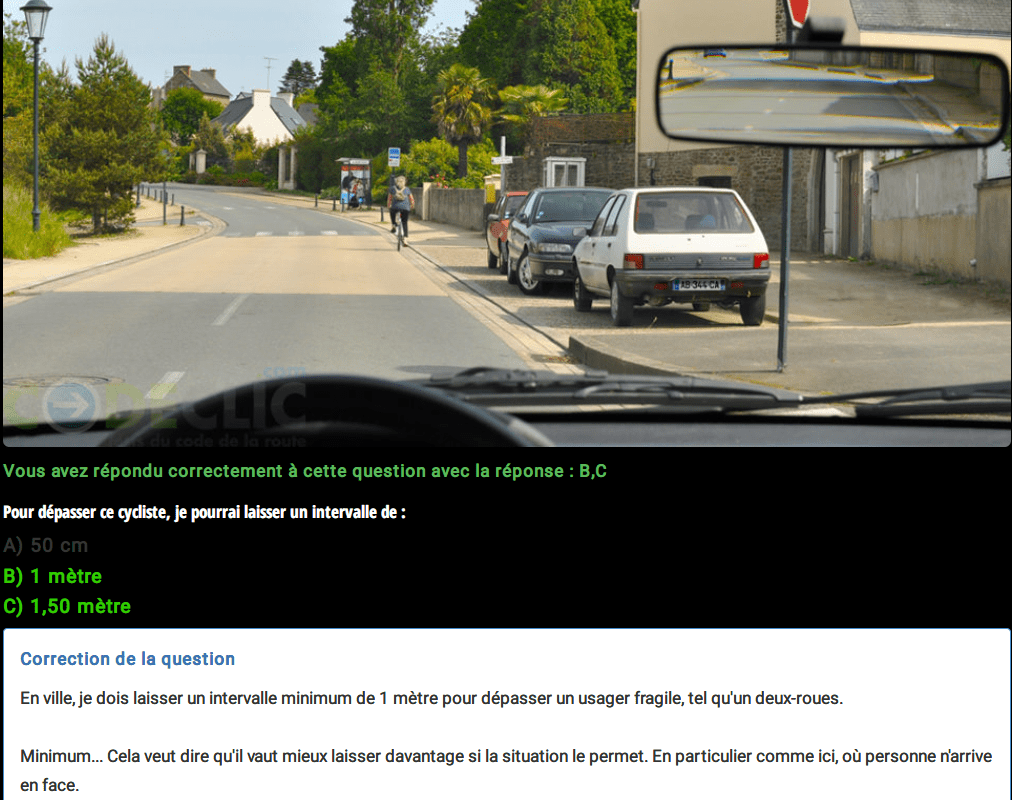 AB 344 CA
CODECLIC
.com
ns du code de la route
Vous avez répondu correctement à cette question avec la réponse : B,C
Pour dépasser ce cycliste, je pourrai laisser un intervalle de :
A) 50 cm
B) 1 mètre
C) 1,50 mètre
Correction de la question
En ville, je dois laisser un intervalle minimum de 1 mètre pour dépasser un usager fragile, tel qu'un deux-roues.
Minimum... Cela veut dire qu'il vaut mieux laisser davantage si la situation le permet. En particulier comme ici, où personne n'arrive
en face.